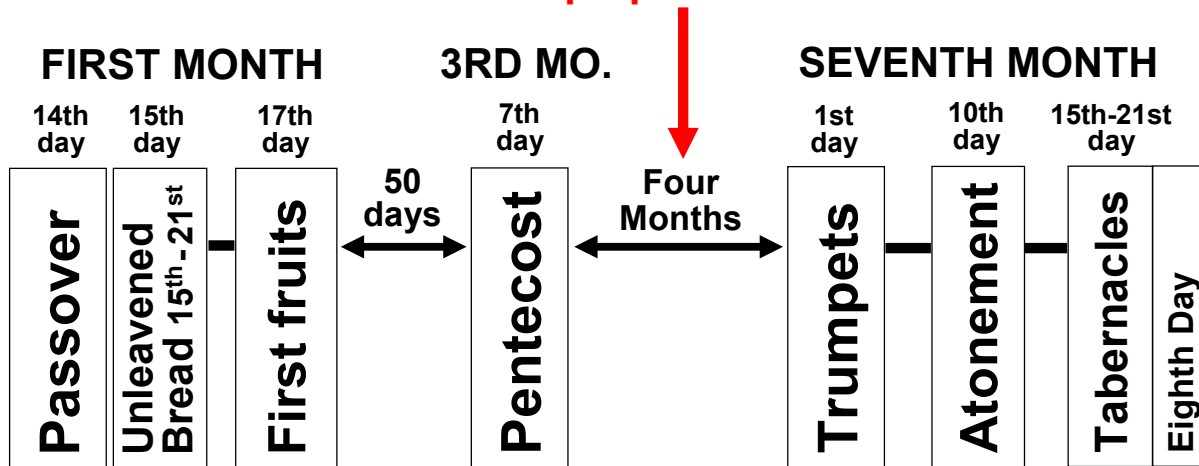 FIRST MONTH
3RD MO.
SEVENTH MONTH
14th
day
15th
day
17th
day
7th
day
1st
day
10th
day
15th-21st
day
Passover
Unleavened
Bread 15th-21st
First fruits
50
days
Pentecost
Four
Months
Trumpets
Atonement
Tabernacles
Eighth Day